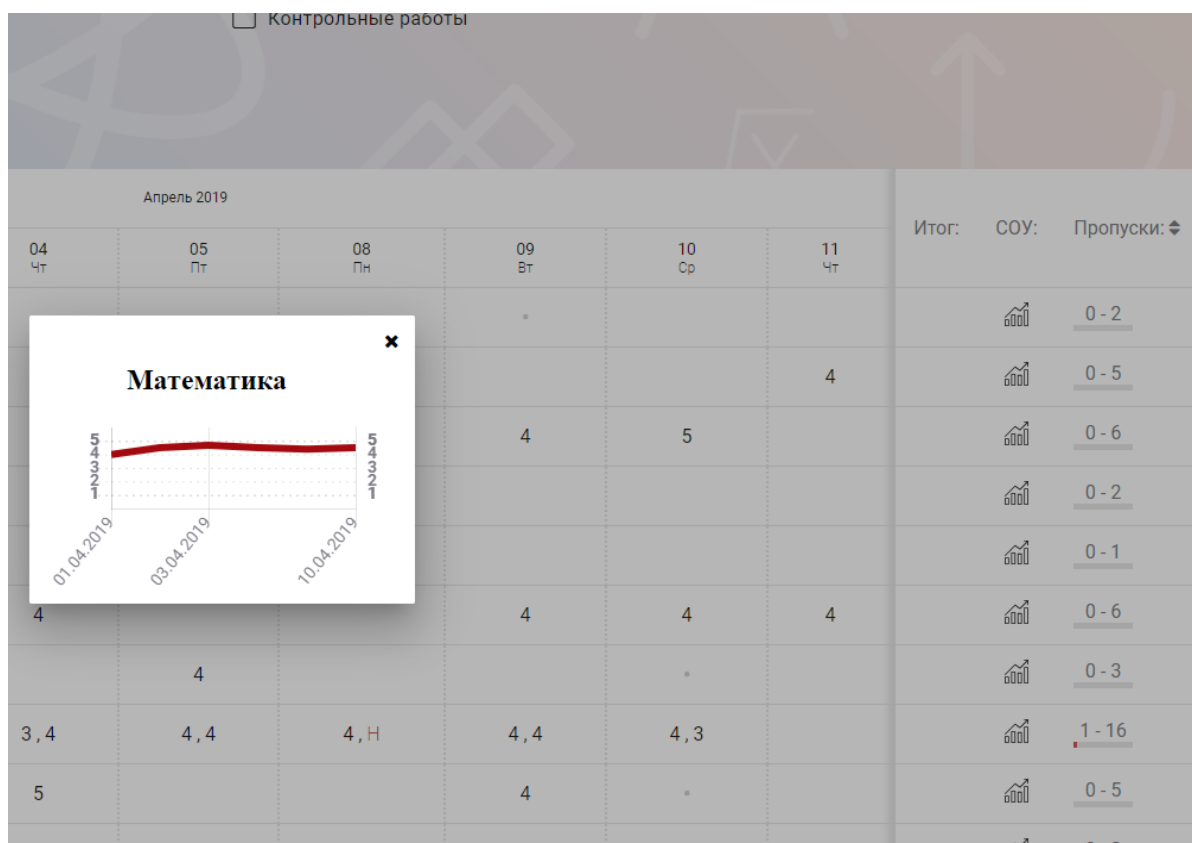 Контрольные работы
Апрель 2019
Итог: СОУ: Пропуски:
04 05 08 09 10 11
Чт Пт Пн Вт Ср Чт
0 - 2
Математика
4 0 - 5
5 5
4 4
3 3
2 2
1 1
4 5 0 - 6
0 - 2
01.04.2019 03.04.2019 10.04.2019
0 - 1
4 4 4 4 0 - 6
4 0 - 3
3 , 4 4 , 4 4 , Н 4 , 4 4 , 3 1 - 16
5 4 0 - 5